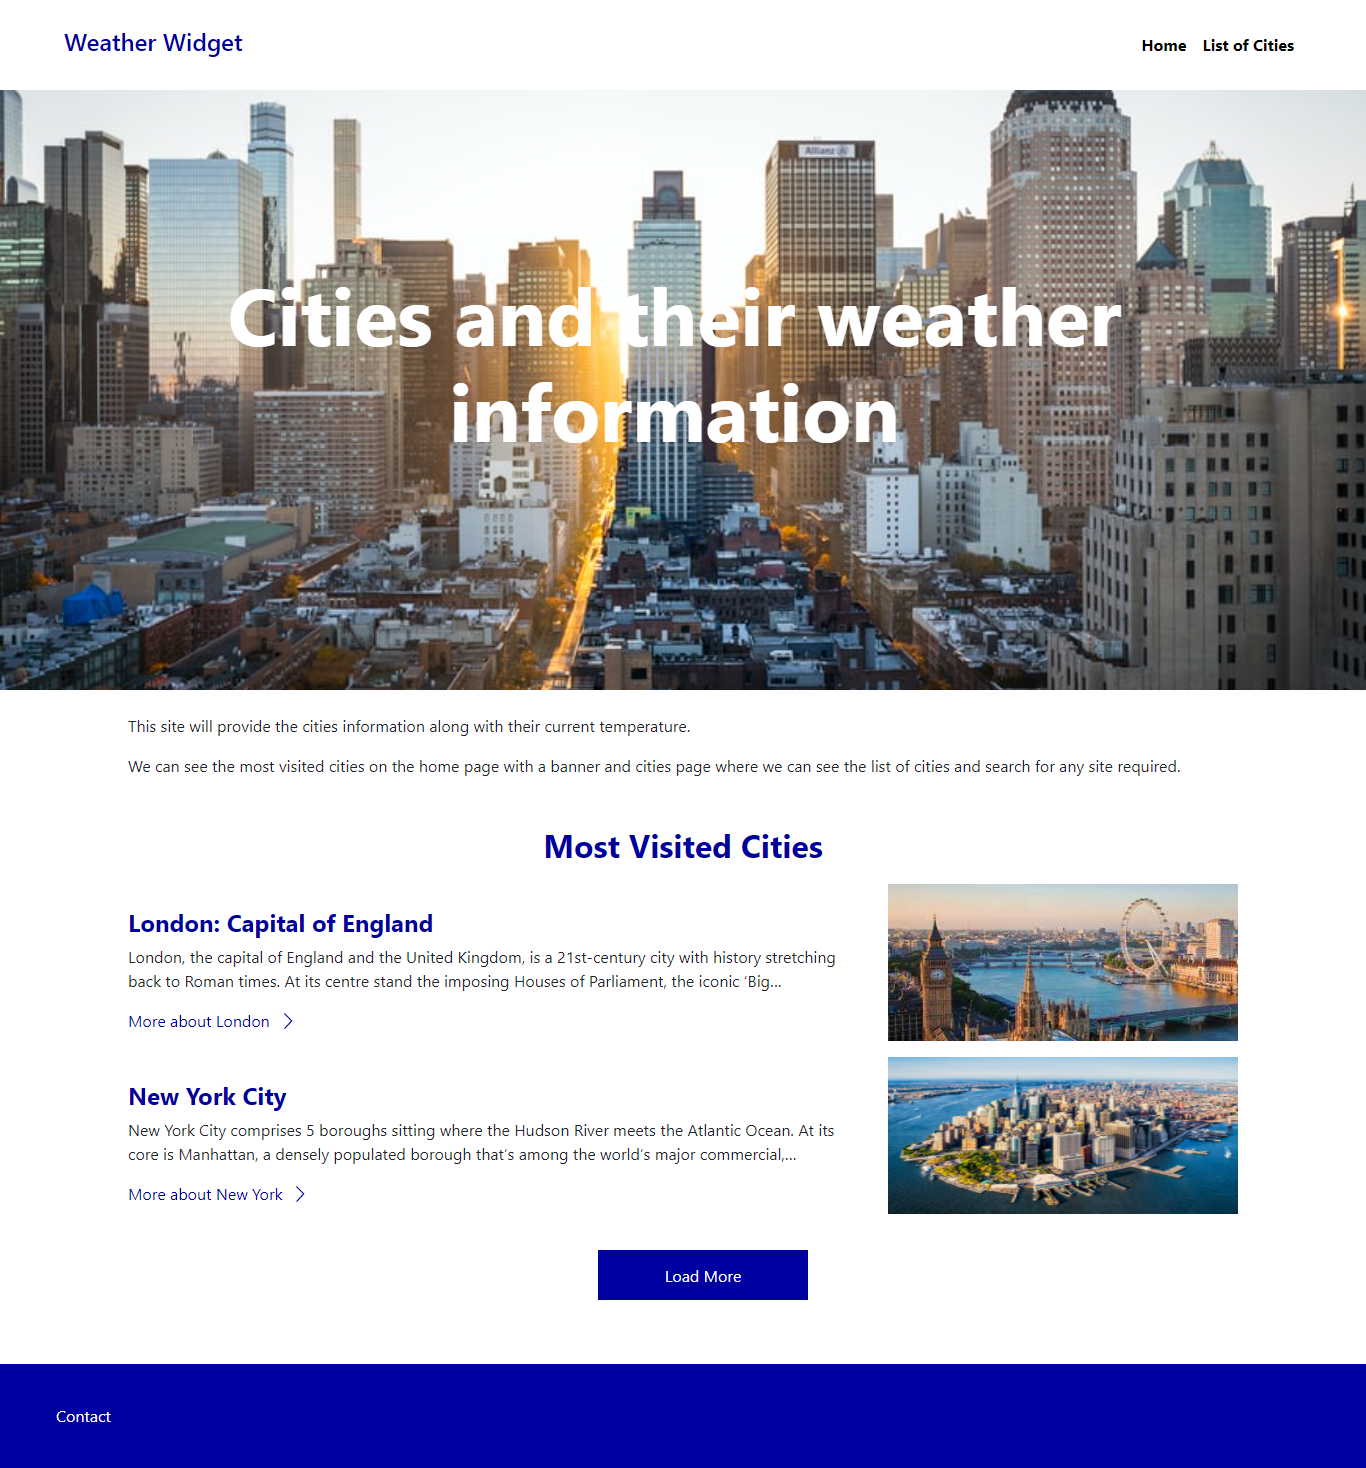 Weather Widget
Home
List of Cities
Allianz
Cities and their weather
information
This site will provide the cities information along with their current temperature.
We can see the most visited cities on the home page with a banner and cities page where we can see the list of cities and search for any site required.
Most Visited Cities
London: Capital of England
London, the capital of England and the United Kingdom, is a 21st-century city with history stretching
back to Roman times. At its centre stand the imposing Houses of Parliament, the iconic ‘Big...
More about London
New York City
New York City comprises 5 boroughs sitting where the Hudson River meets the Atlantic Ocean. At its
core is Manhattan, a densely populated borough that’s among the world’s major commercial,...
More about New York
Load More
Contact